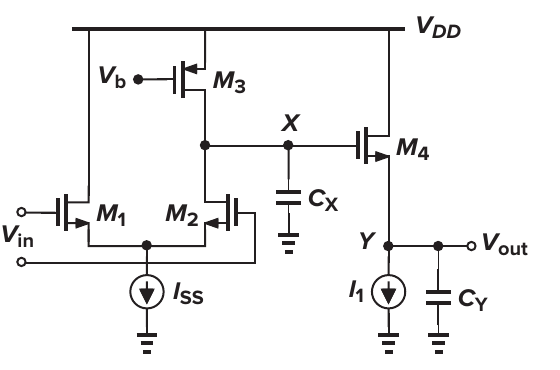 V_DD
V_b
M_3
X
M_4
M_1
M_2
C_X
V_in
Y
V_out
I_SS
I_1
C_Y